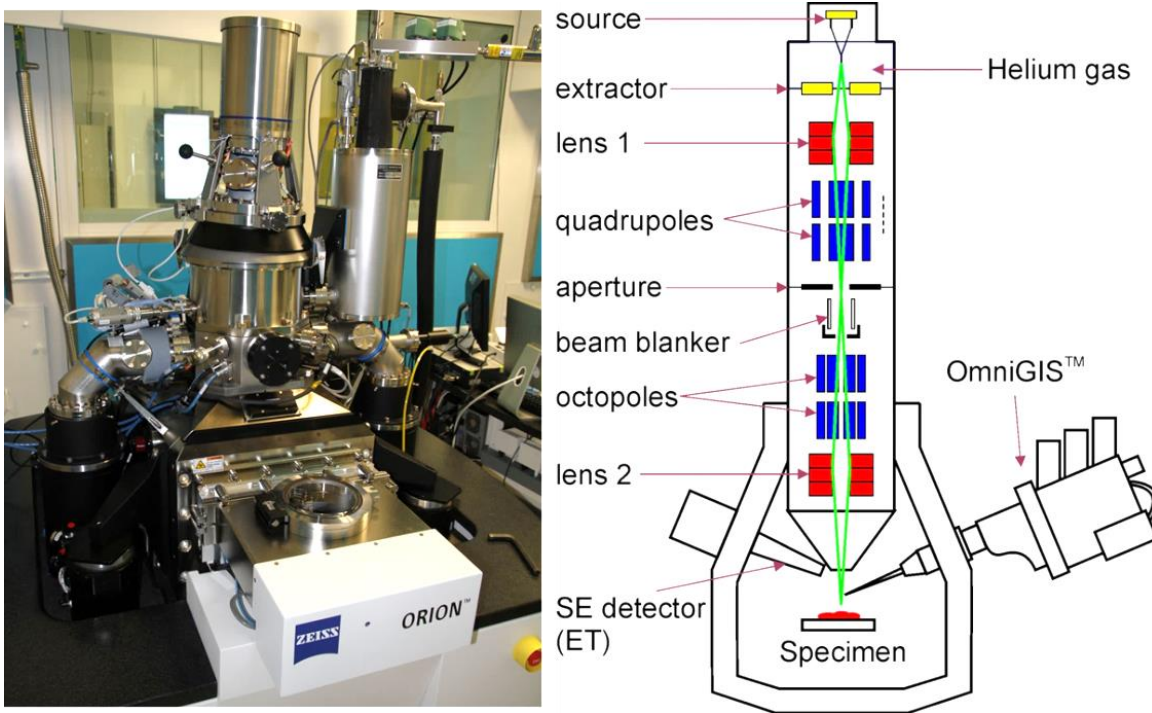 ZEISS
ORION™
source
Helium gas
extractor
lens 1
quadrupoles
aperture
beam blanker
OmniGIS™
octopoles
lens 2
SE detector
(ET)
Specimen